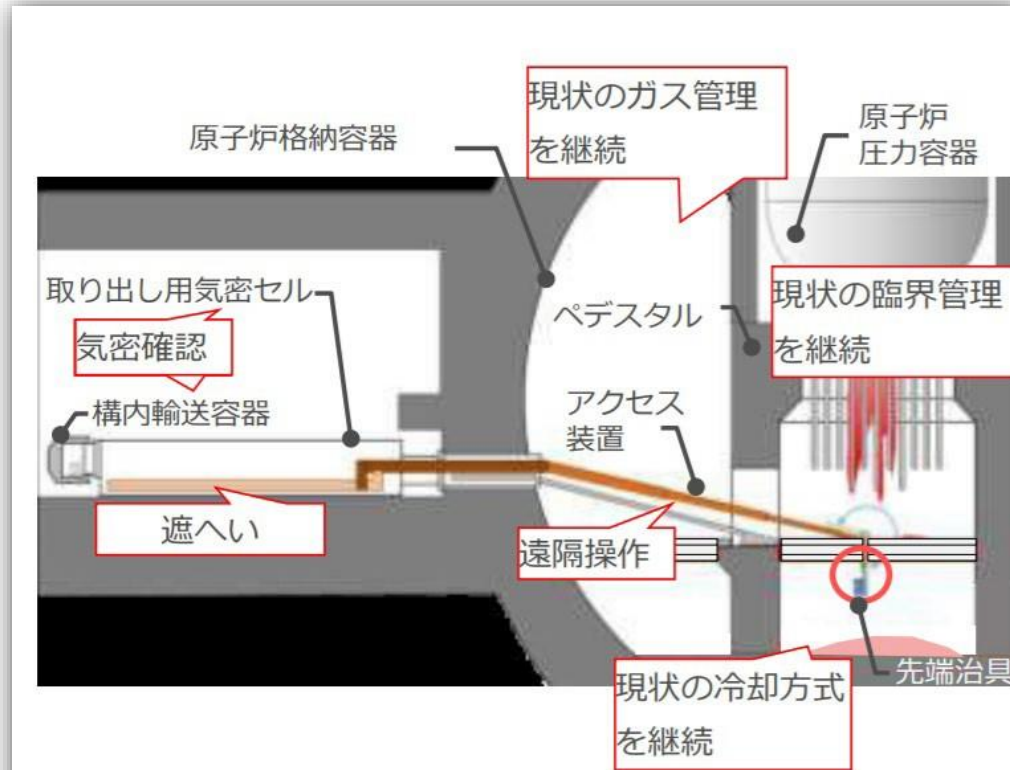 現状のガス管理
を継続
原子炉格納容器
原子炉
圧力容器
取り出し用気密セル
気密確認
構内輸送容器
ペデスタル
現状の臨界管理
を継続
アクセス
装置
遮へい
遠隔操作
先端治具
現状の冷却方式
を継続